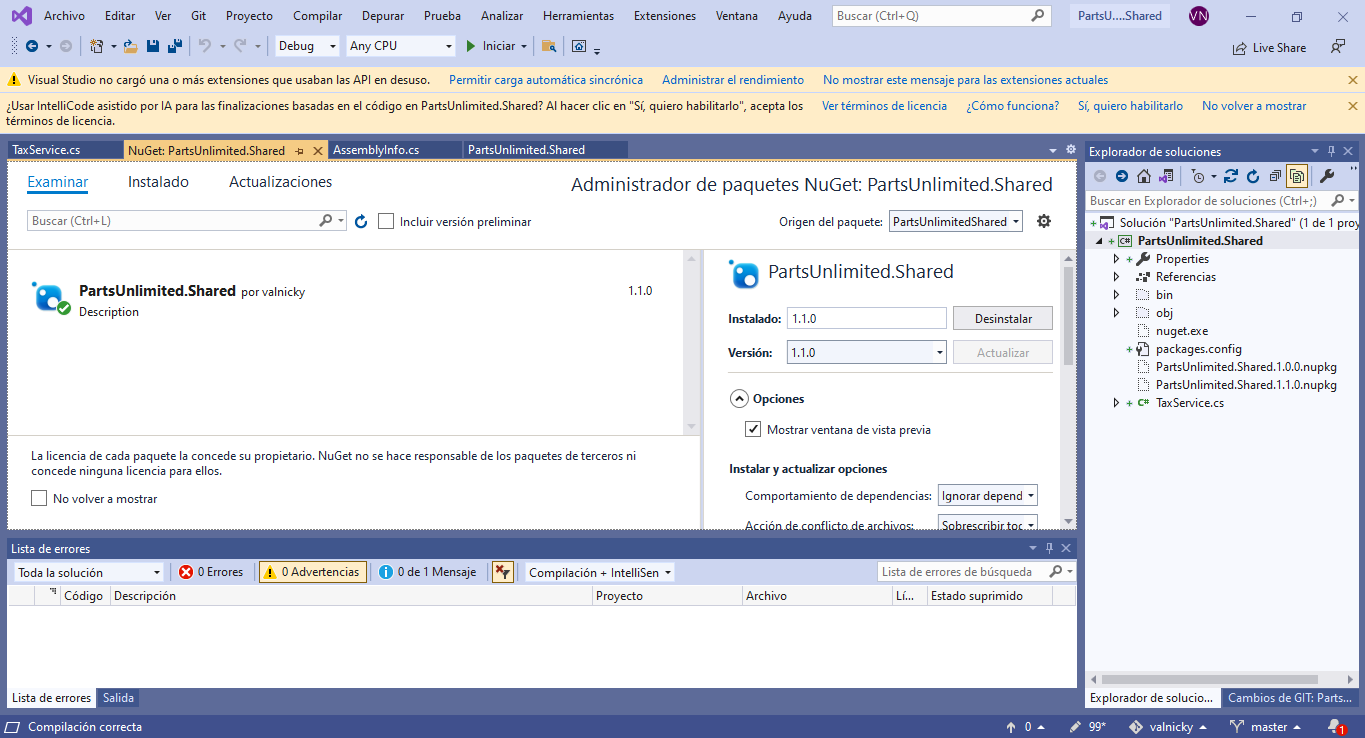 Archivo Editar Ver Git Proyecto Compilar Depurar Prueba Analizar Herramientas Extensiones Ventana Ayuda Buscar (Ctrl+Q) PartsU....Shared VN
Debug Any CPU Iniciar Live Share
Visual Studio no cargó una o más extensiones que usaban las API en desuso. Permitir carga automática sincrónica Administrar el rendimiento No mostrar este mensaje para las extensiones actuales
¿Usar IntelliCode asistido por IA para las finalizaciones basadas en el código en PartsUnlimited.Shared? Al hacer clic en "Sí, quiero habilitarlo", acepta los términos de licencia. Ver términos de licencia ¿Cómo funciona? Sí, quiero habilitarlo No volver a mostrar
TaxService.cs NuGet: PartsUnlimited.Shared AssemblyInfo.cs PartsUnlimited.Shared
Examinar Instalado Actualizaciones
Administrador de paquetes NuGet: PartsUnlimited.Shared
Buscar (Ctrl+L) Incluir versión preliminar Origen del paquete: PartsUnlimitedShared
PartsUnlimited.Shared por valnicky 1.1.0
Description
PartsUnlimited.Shared
Instalado: 1.1.0 Desinstalar
Versión: 1.1.0 Actualizar
Opciones
Mostrar ventana de vista previa
Instalar y actualizar opciones
Comportamiento de dependencias: Ignorar depend
Acción de conflicto de archivos: Sobrescribir toc
La licencia de cada paquete la concede su propietario. NuGet no se hace responsable de los paquetes de terceros ni
concede ninguna licencia para ellos.
No volver a mostrar
Lista de errores
Toda la solución 0 Errores 0 Advertencias 0 de 1 Mensaje Compilación + IntelliSen Lista de errores de búsqueda
Código Descripción Proyecto Archivo Lí... Estado suprimido
Lista de errores Salida
Explorador de soluciones
Buscar en Explorador de soluciones (Ctrl+;)
Solución "PartsUnlimited.Shared" (1 de 1 proy
C# PartsUnlimited.Shared
Properties
Referencias
bin
obj
nuget.exe
packages.config
PartsUnlimited.Shared.1.0.0.nupkg
PartsUnlimited.Shared.1.1.0.nupkg
C# TaxService.cs
Explorador de solucio... Cambios de GIT: Parts...
Compilación correcta 0 99* valnicky master 1